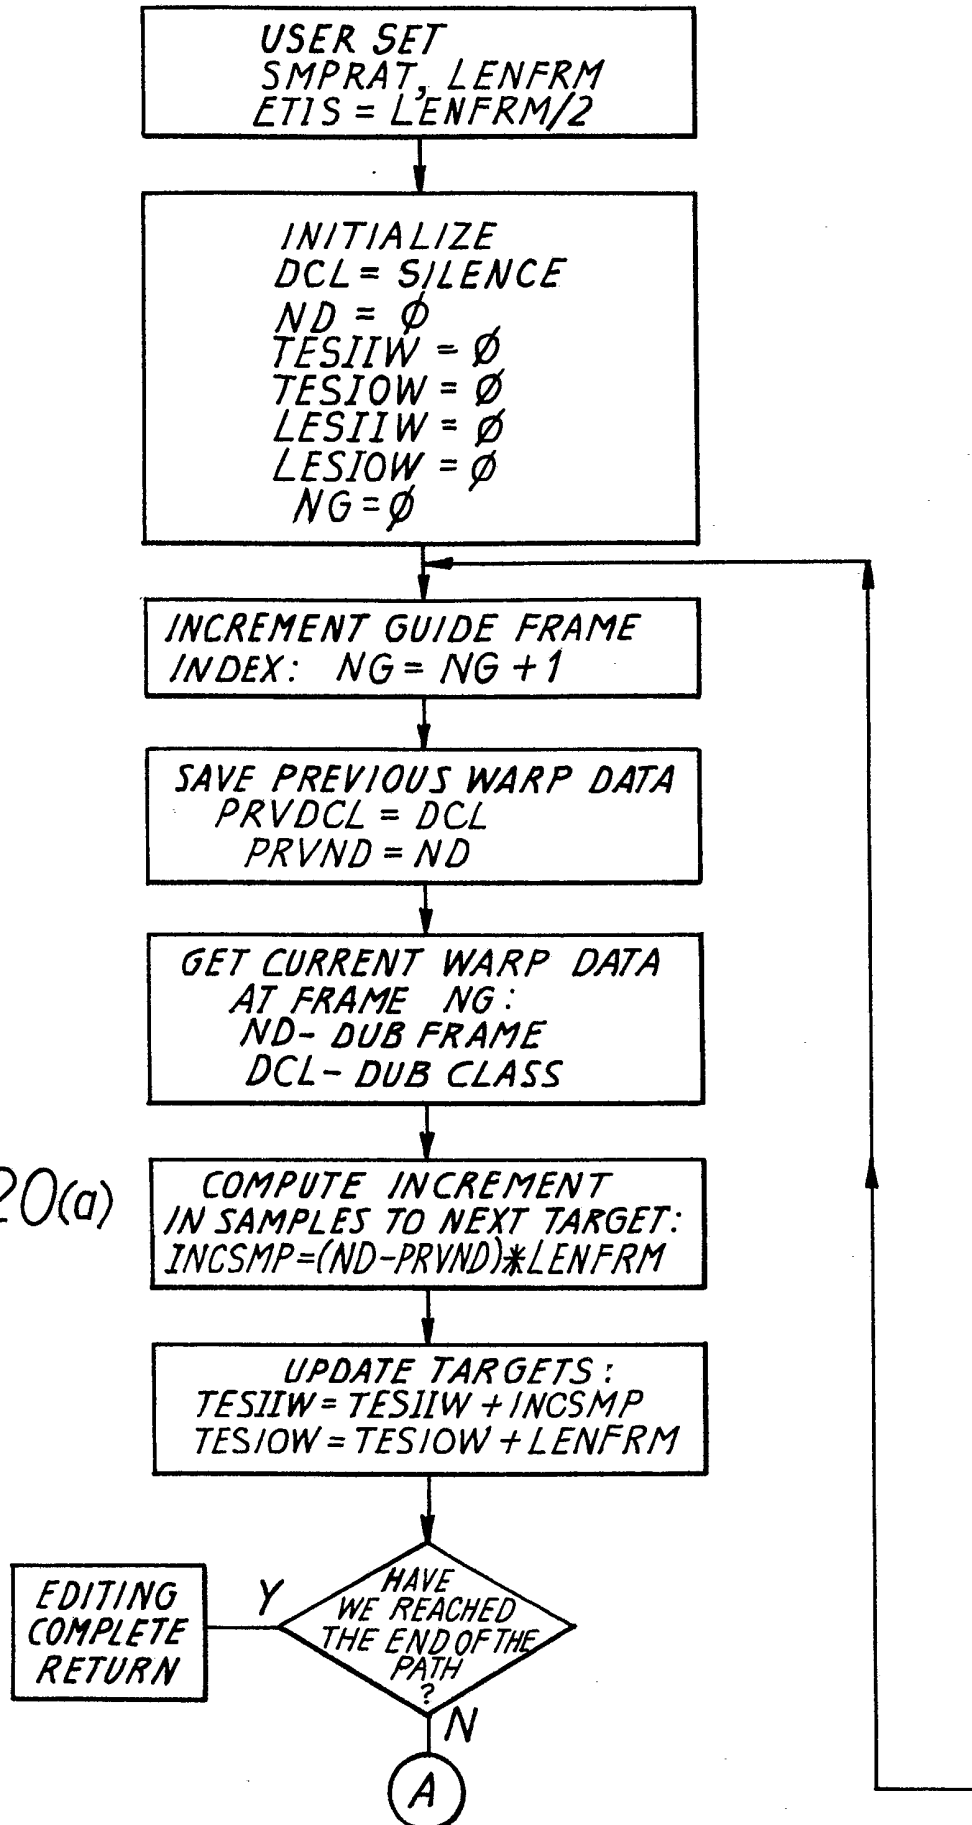 USER SET
SMPRAT, LENFRM
ETIS = LENFRM/2
INITIALIZE
DCL = SILENCE
ND = Ø
TESIIW = Ø
TESIOW = Ø
LESIIW = Ø
LESIOW = Ø
NG = Ø
INCREMENT GUIDE FRAME
INDEX: NG = NG + 1
SAVE PREVIOUS WARP DATA
PRVDCL = DCL
PRVND = ND
GET CURRENT WARP DATA
AT FRAME NG:
ND - DUB FRAME
DCL - DUB CLASS
20(a)
COMPUTE INCREMENT
IN SAMPLES TO NEXT TARGET:
INCSMP=(ND-PRVND)*LENFRM
UPDATE TARGETS:
TESIIW = TESIIW + INCSMP
TESIOW = TESIOW + LENFRM
HAVE
WE REACHED
THE END OF THE
PATH
?
Y
EDITING
COMPLETE
RETURN
N
A